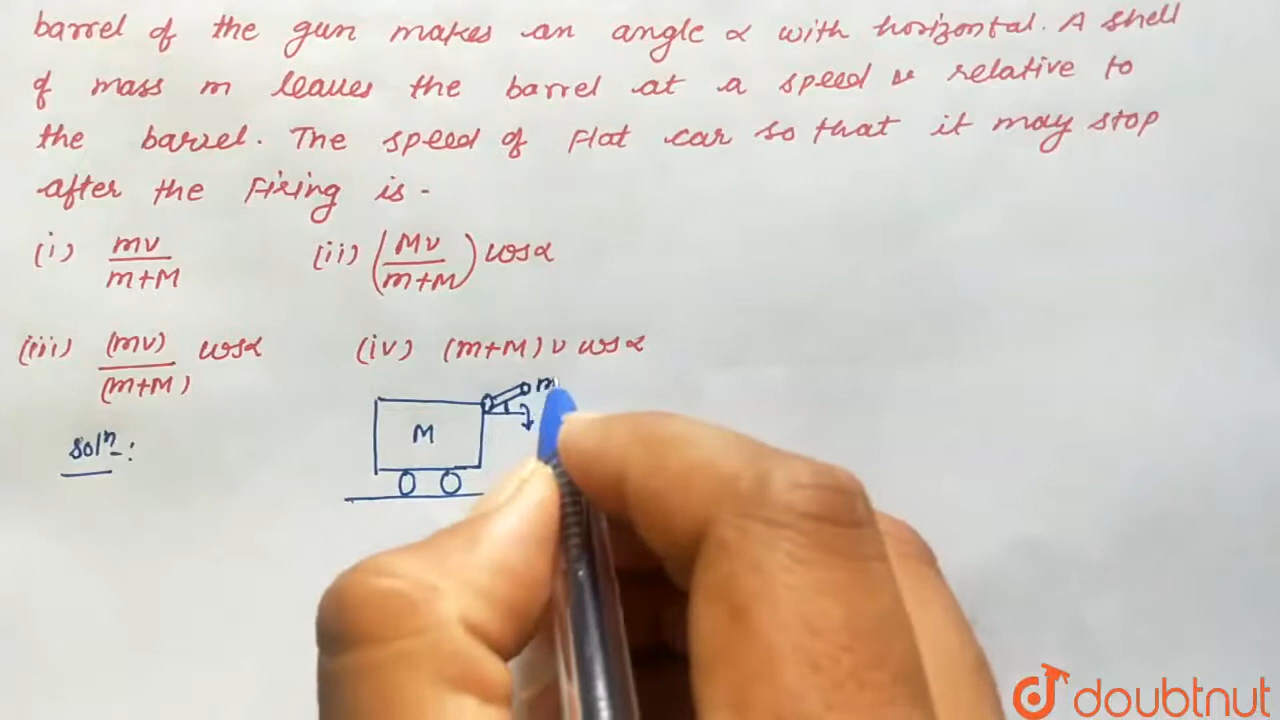 barrel of the gun makes an angle α with horizontal. A shell
of mass m leaves the barrel at a speed v relative to
the barrel. The speed of Flat car so that it may stop
after the Firing is -
(i) mv/m+M (ii) (Mv/m+M) cosα
(iii) (mv)/(m+M) cosα (iv) (m+M) v cosα
m
M
Solⁿ-:
doubtnut